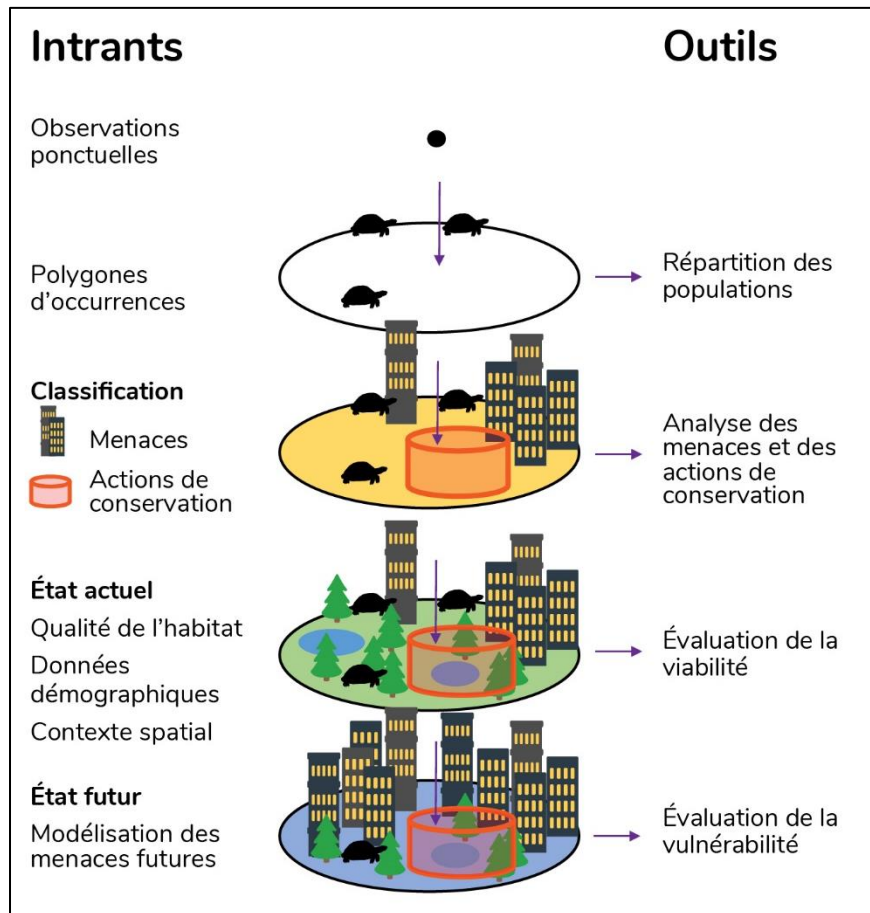 Intrants
Outils
Observations
ponctuelles
Polygones
d'occurrences
Répartition des
populations
Classification
Menaces
Actions de
conservation
Analyse des
menaces et des
actions de
conservation
État actuel
Qualité de l'habitat
Données
démographiques
Contexte spatial
Évaluation de la
viabilité
État futur
Modélisation des
menaces futures
Évaluation de la
vulnérabilité